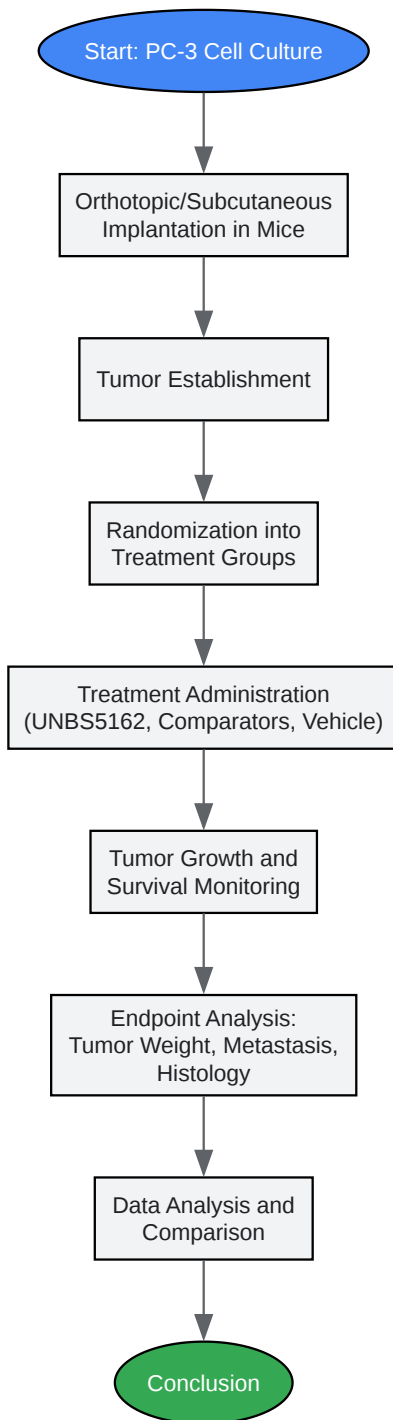 Start: PC-3 Cell Culture
Orthotopic/Subcutaneous
Implantation in Mice
Tumor Establishment
Randomization into
Treatment Groups
Treatment Administration
(UNBS5162, Comparators, Vehicle)
Tumor Growth and
Survival Monitoring
Endpoint Analysis:
Tumor Weight, Metastasis,
Histology
Data Analysis and
Comparison
Conclusion